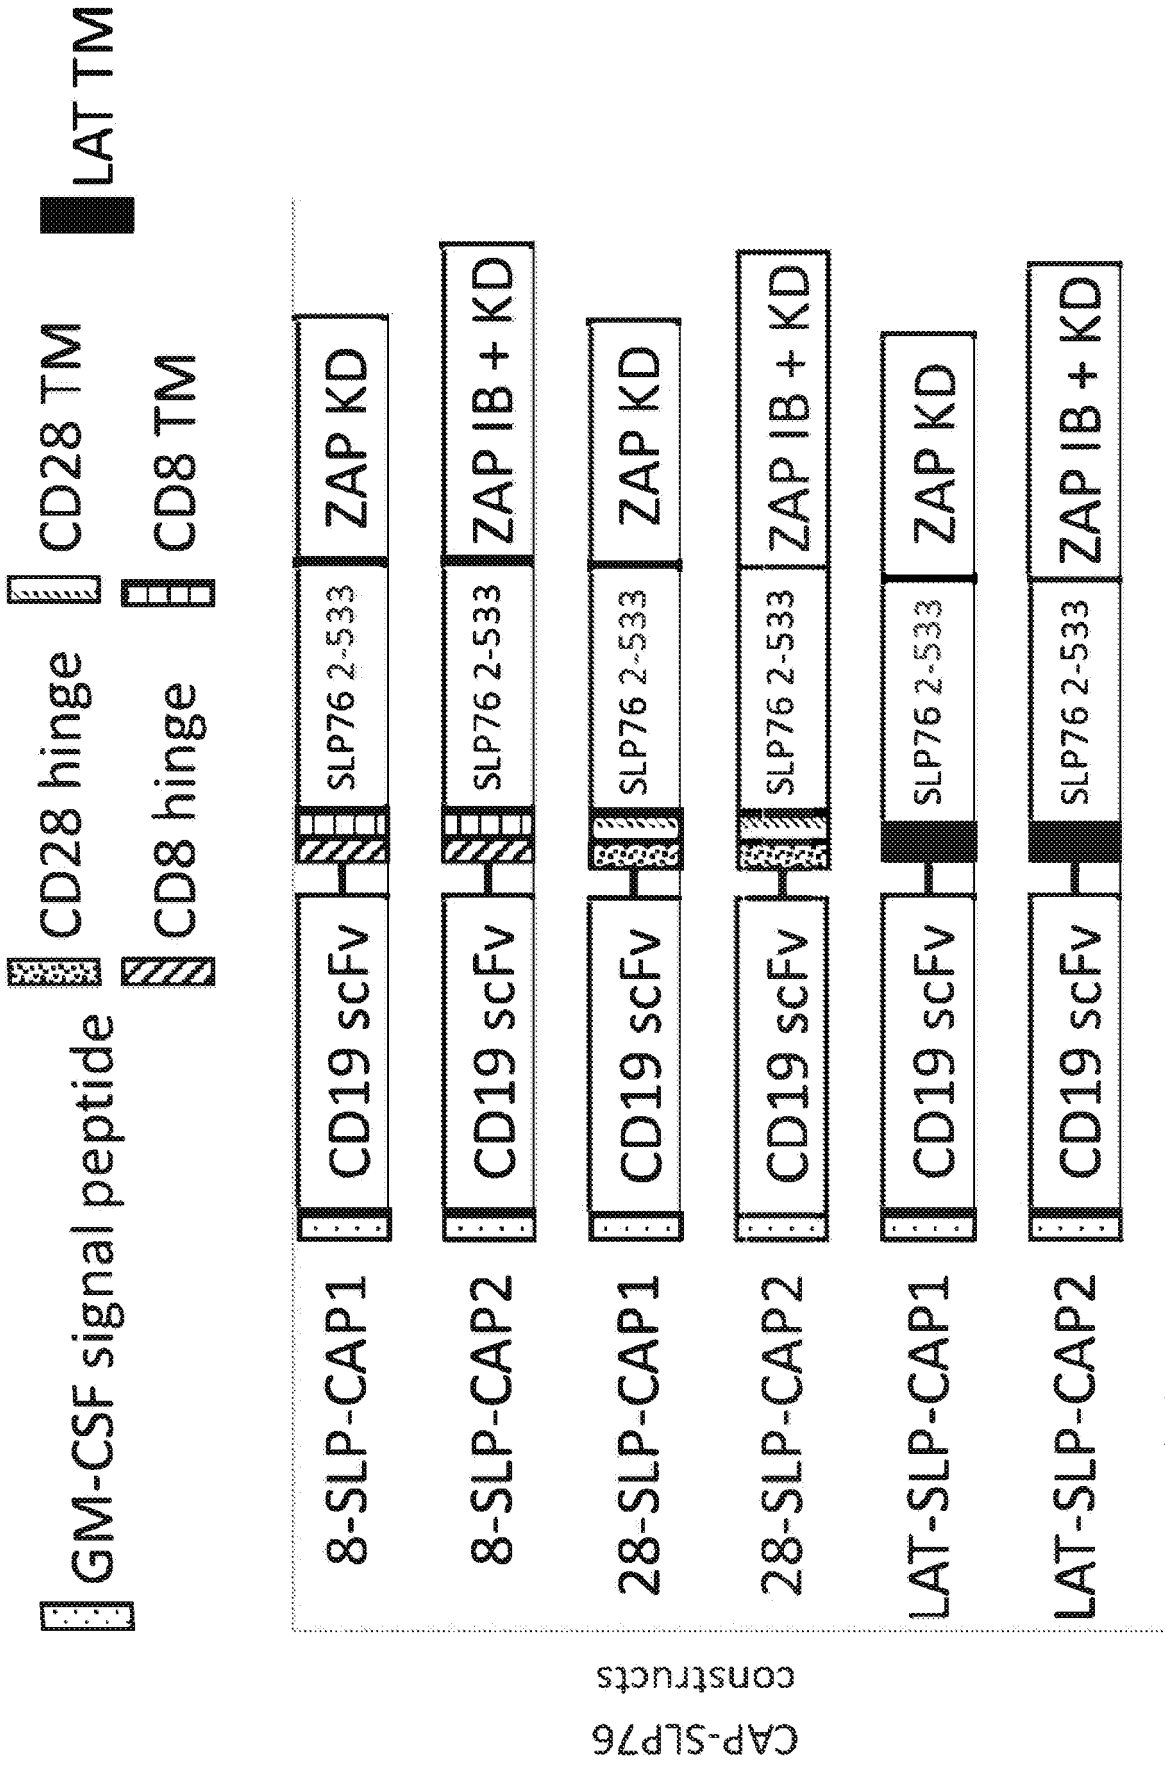 GM-CSF signal peptide
CD28 hinge
CD28 TM
LAT TM
CD8 hinge
CD8 TM
CAP-SLP76
constructs
8-SLP-CAP1 CD19 scFv SLP76 2-533 ZAP KD
8-SLP-CAP2 CD19 scFv SLP76 2-533 ZAP IB + KD
28-SLP-CAP1 CD19 scFv SLP76 2-533 ZAP KD
28-SLP-CAP2 CD19 scFv SLP76 2-533 ZAP IB + KD
LAT-SLP-CAP1 CD19 scFv SLP76 2-533 ZAP KD
LAT-SLP-CAP2 CD19 scFv SLP76 2-533 ZAP IB + KD